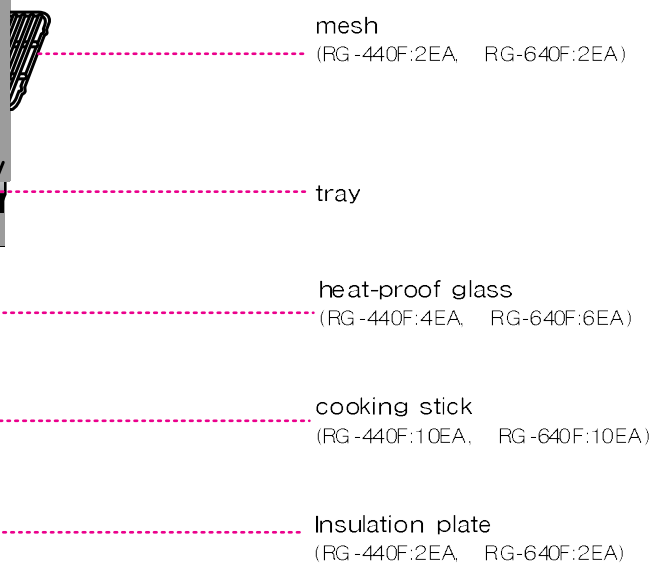 mesh
(RG-440F:2EA, RG-640F:2EA)
tray
heat-proof glass
(RG-440F:4EA, RG-640F:6EA)
cooking stick
(RG-440F:10EA, RG-640F:10EA)
Insulation plate
(RG-440F:2EA, RG-640F:2EA)